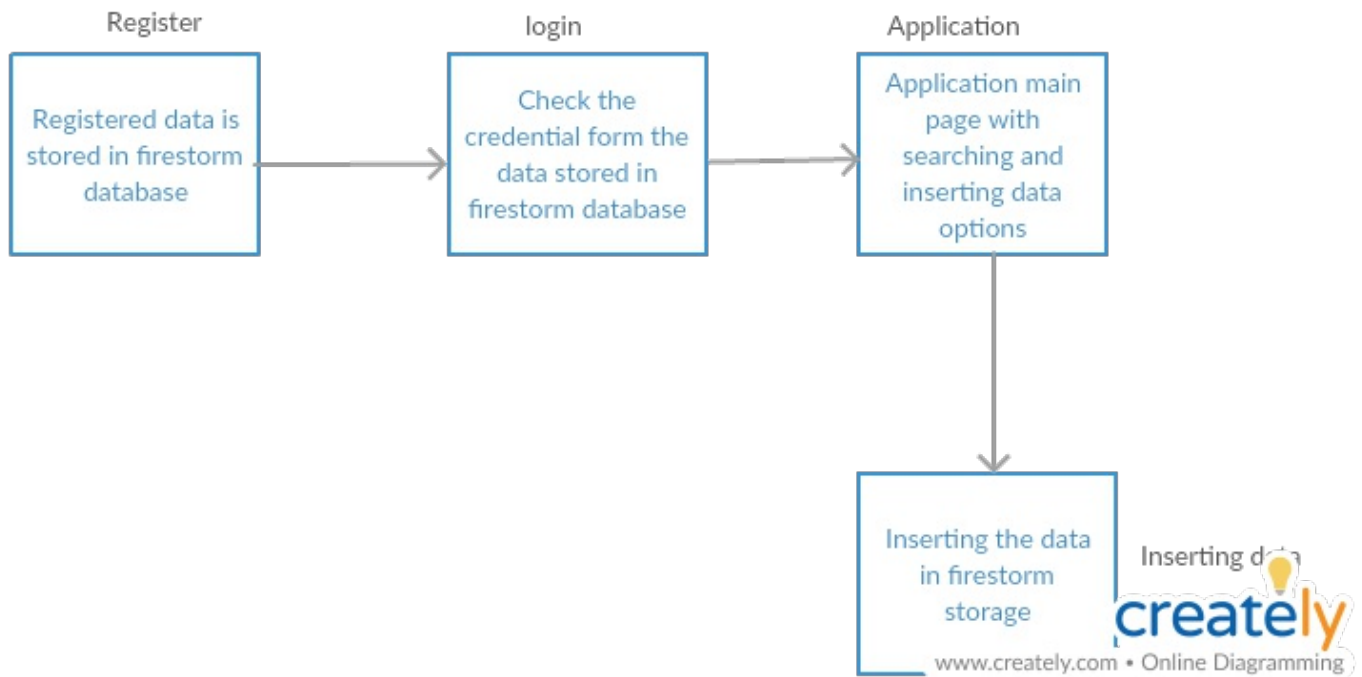 Register
login
Application
Registered data is
stored in firestorm
database
Check the
credential form the
data stored in
firestorm database
Application main
page with
searching and
inserting data
options
Inserting the data
in firestorm
storage
Inserting data
creately
www.creately.com • Online Diagramming